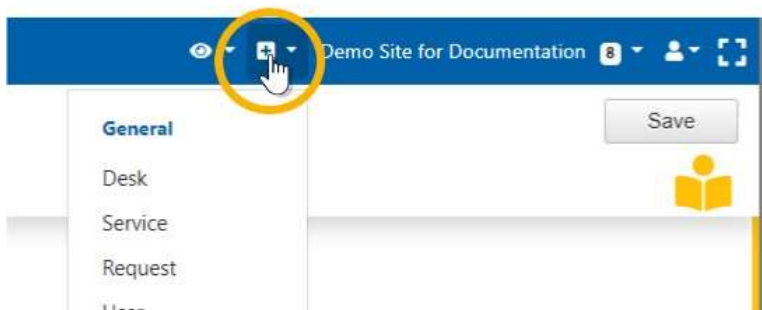 Demo Site for Documentation 8
General
Save
Desk
Service
Request